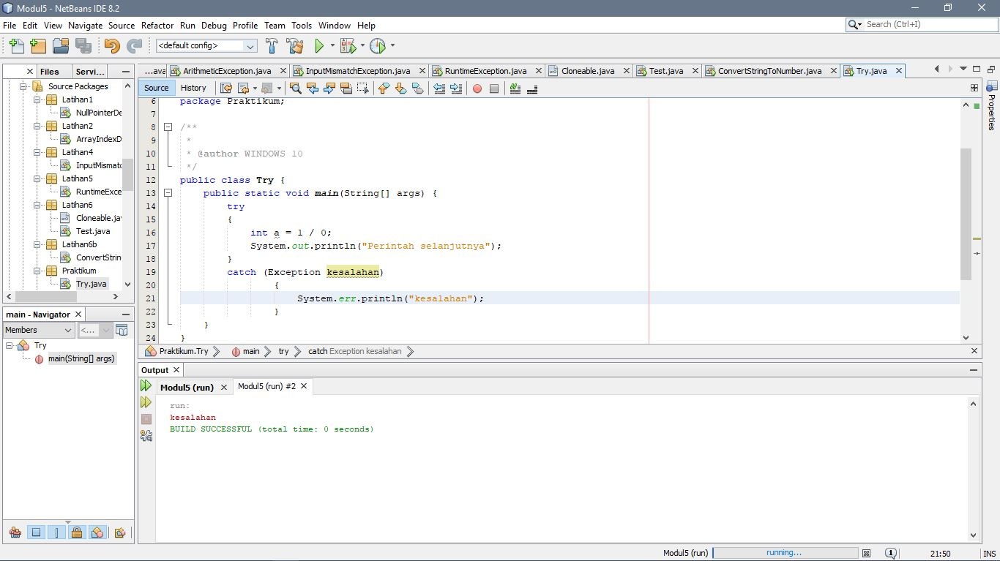 Modul5 - NetBeans IDE 8.2
File Edit View Navigate Source Refactor Run Debug Profile Team Tools Window Help
Search (Ctrl+I)
<default config>
Files Servi...
Source Packages
Latihan1
NullPointerDe
Latihan2
ArrayIndexD
Latihan4
InputMismatc
Latihan5
RuntimeExce
Latihan6
Cloneable.jav
Test.java
Latihan6b
ConvertStrin
Praktikum
Try.java
main - Navigator
Members <...
Try
main(String[] args)
...ava ArithmeticException.java InputMismatchException.java RuntimeException.java Cloneable.java Test.java ConvertStringToNumber.java Try.java
Source History
6 package Praktikum;
7
8 /**
9 *
10 * @author WINDOWS 10
11 */
12 public class Try {
13 public static void main(String[] args) {
14 try
15 {
16 int a = 1 / 0;
17 System.out.println("Perintah selanjutnya");
18 }
19 catch (Exception kesalahan)
20 {
21 System.err.println("kesalahan");
22 }
23 }
24 }
Praktikum.Try main try catch Exception kesalahan
Properties
Output
Modul5 (run) Modul5 (run) #2
run:
kesalahan
BUILD SUCCESSFUL (total time: 0 seconds)
Modul5 (run) running... 1 21:50 INS